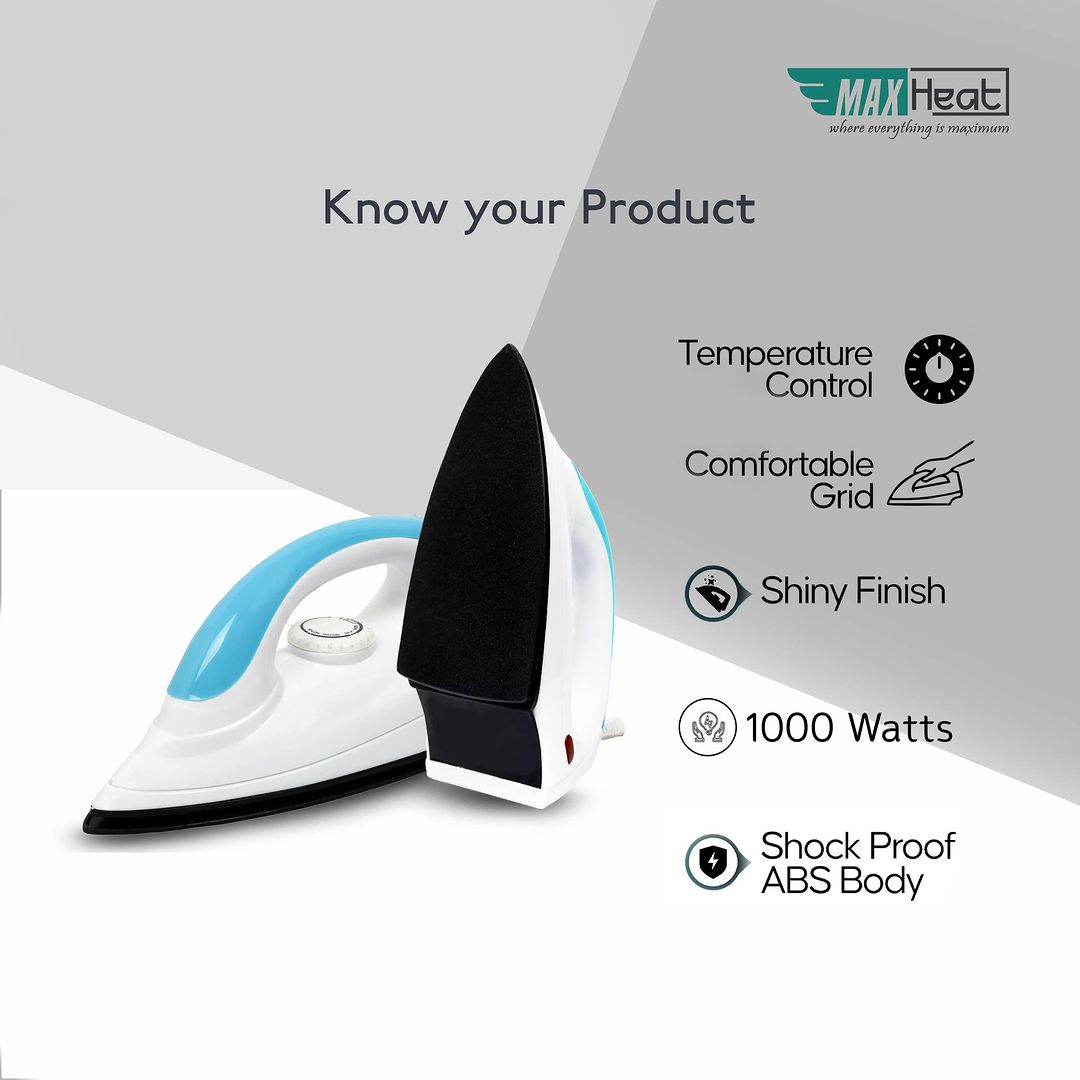 MAX Heat
where everything is maximum
Know your Product
Temperature
Control
Comfortable
Grid
Shiny Finish
1000 Watts
Shock Proof
ABS Body